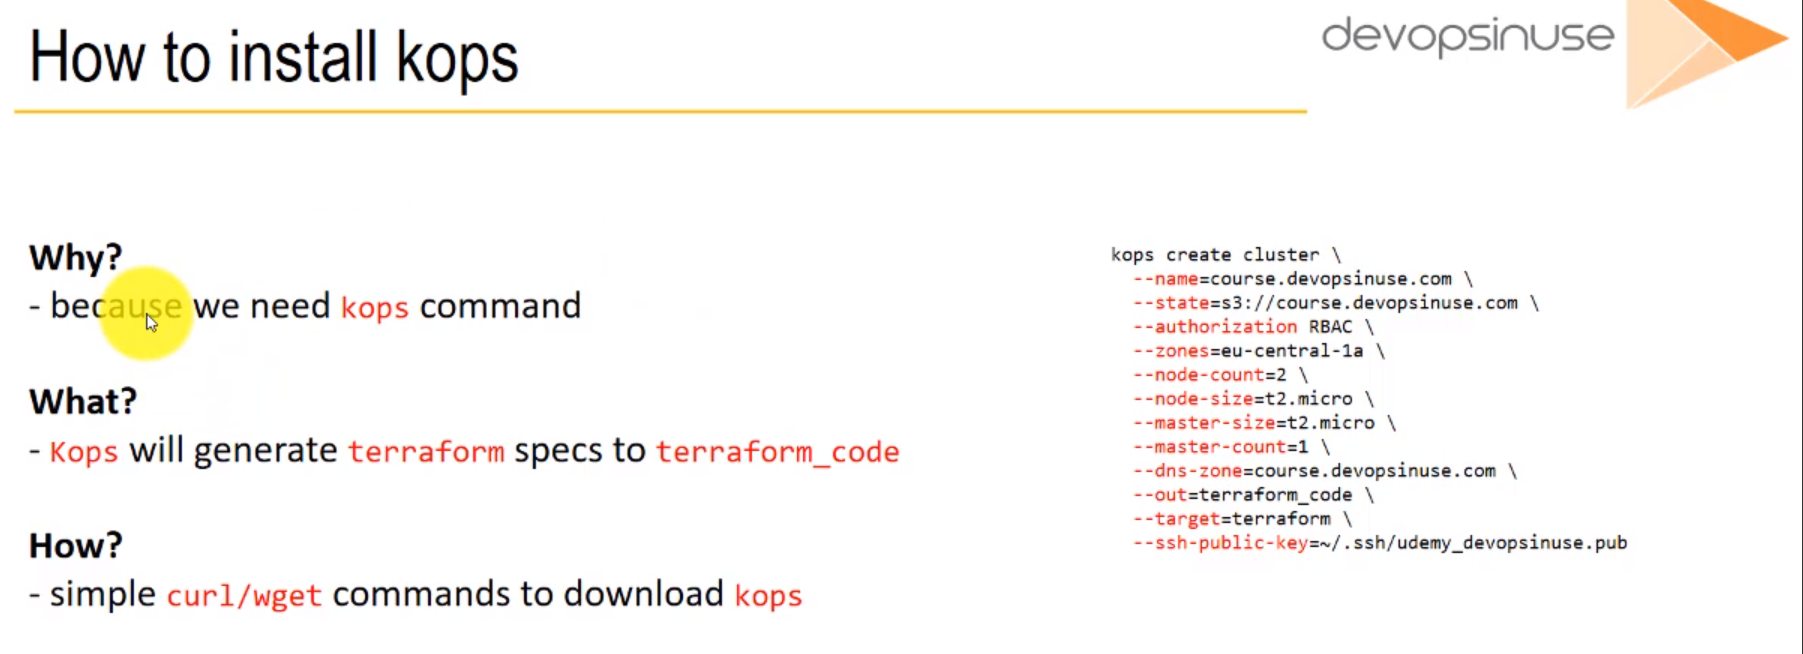 How to install kops
devopsinuse
Why?
- because we need kops command
What?
- Kops will generate terraform specs to terraform_code
How?
- simple curl/wget commands to download kops
kops create cluster \
--name=course.devopsinuse.com \
--state=s3://course.devopsinuse.com \
--authorization RBAC \
--zones=eu-central-1a \
--node-count=2 \
--node-size=t2.micro \
--master-size=t2.micro \
--master-count=1 \
--dns-zone=course.devopsinuse.com \
--out=terraform_code \
--target=terraform \
--ssh-public-key=~/.ssh/udemy_devopsinuse.pub